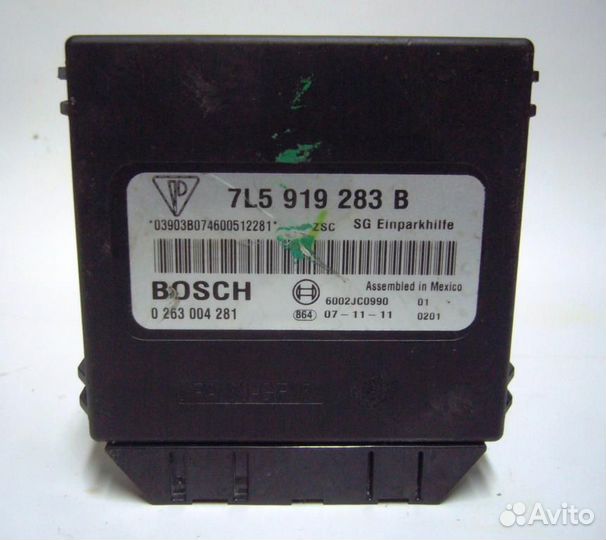 7L5 919 283 B
*03903B074600512281* ZSC SG Einparkhilfe
BOSCH
Assembled in Mexico
6002JC0990 01
0 263 004 281
864 07-11-11 0201
Avito